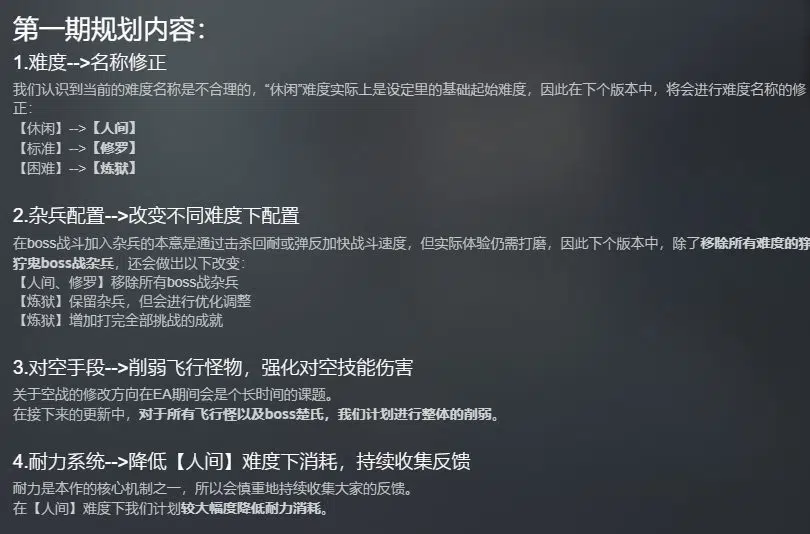 第一期规划内容：
1.难度-->名称修正
我们认识到当前的难度名称是不合理的，“休闲”难度实际上是设定里的基础起始难度，因此在下个版本中，将会进行难度名称的修
正：
【休闲】-->【人间】
【标准】-->【修罗】
【困难】-->【炼狱】
2.杂兵配置-->改变不同难度下配置
在boss战斗加入杂兵的本意是通过击杀回耐或弹反加快战斗速度，但实际体验仍需打磨，因此下个版本中，除了移除所有难度的狰
狞鬼boss战杂兵，还会做出以下改变：
【人间、修罗】移除所有boss战杂兵
【炼狱】保留杂兵，但会进行优化调整
【炼狱】增加打完全部挑战的成就
3.对空手段-->削弱飞行怪物，强化对空技能伤害
关于空战的修改方向在EA期间会是个长时间的课题。
在接下来的更新中，对于所有飞行怪以及boss楚氏，我们计划进行整体的削弱。
4.耐力系统-->降低【人间】难度下消耗，持续收集反馈
耐力是本作的核心机制之一，所以会慎重地持续收集大家的反馈。
在【人间】难度下我们计划较大幅度降低耐力消耗。